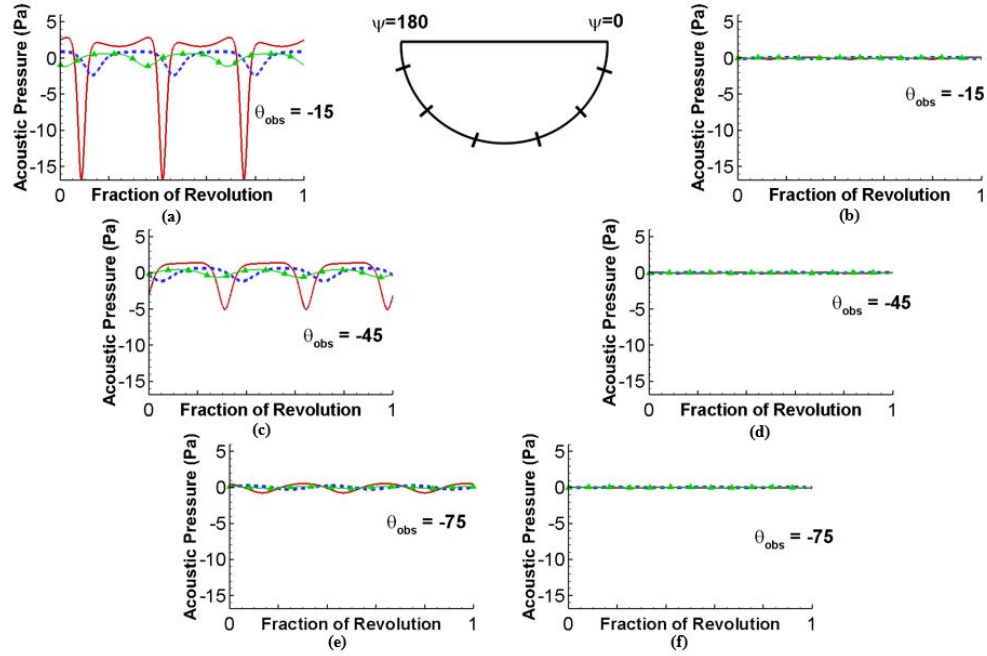 Acoustic Pressure (Pa)
5
0
-5
-10
-15
θobs = -15
0
Fraction of Revolution
1
(a)
ψ=180
ψ=0
Acoustic Pressure (Pa)
5
0
-5
-10
-15
θobs = -15
0
Fraction of Revolution
1
(b)
Acoustic Pressure (Pa)
5
0
-5
-10
-15
θobs = -45
0
Fraction of Revolution
1
(c)
Acoustic Pressure (Pa)
5
0
-5
-10
-15
θobs = -45
0
Fraction of Revolution
1
(d)
Acoustic Pressure (Pa)
5
0
-5
-10
-15
θobs = -75
0
Fraction of Revolution
1
(e)
Acoustic Pressure (Pa)
5
0
-5
-10
-15
θobs = -75
0
Fraction of Revolution
1
(f)